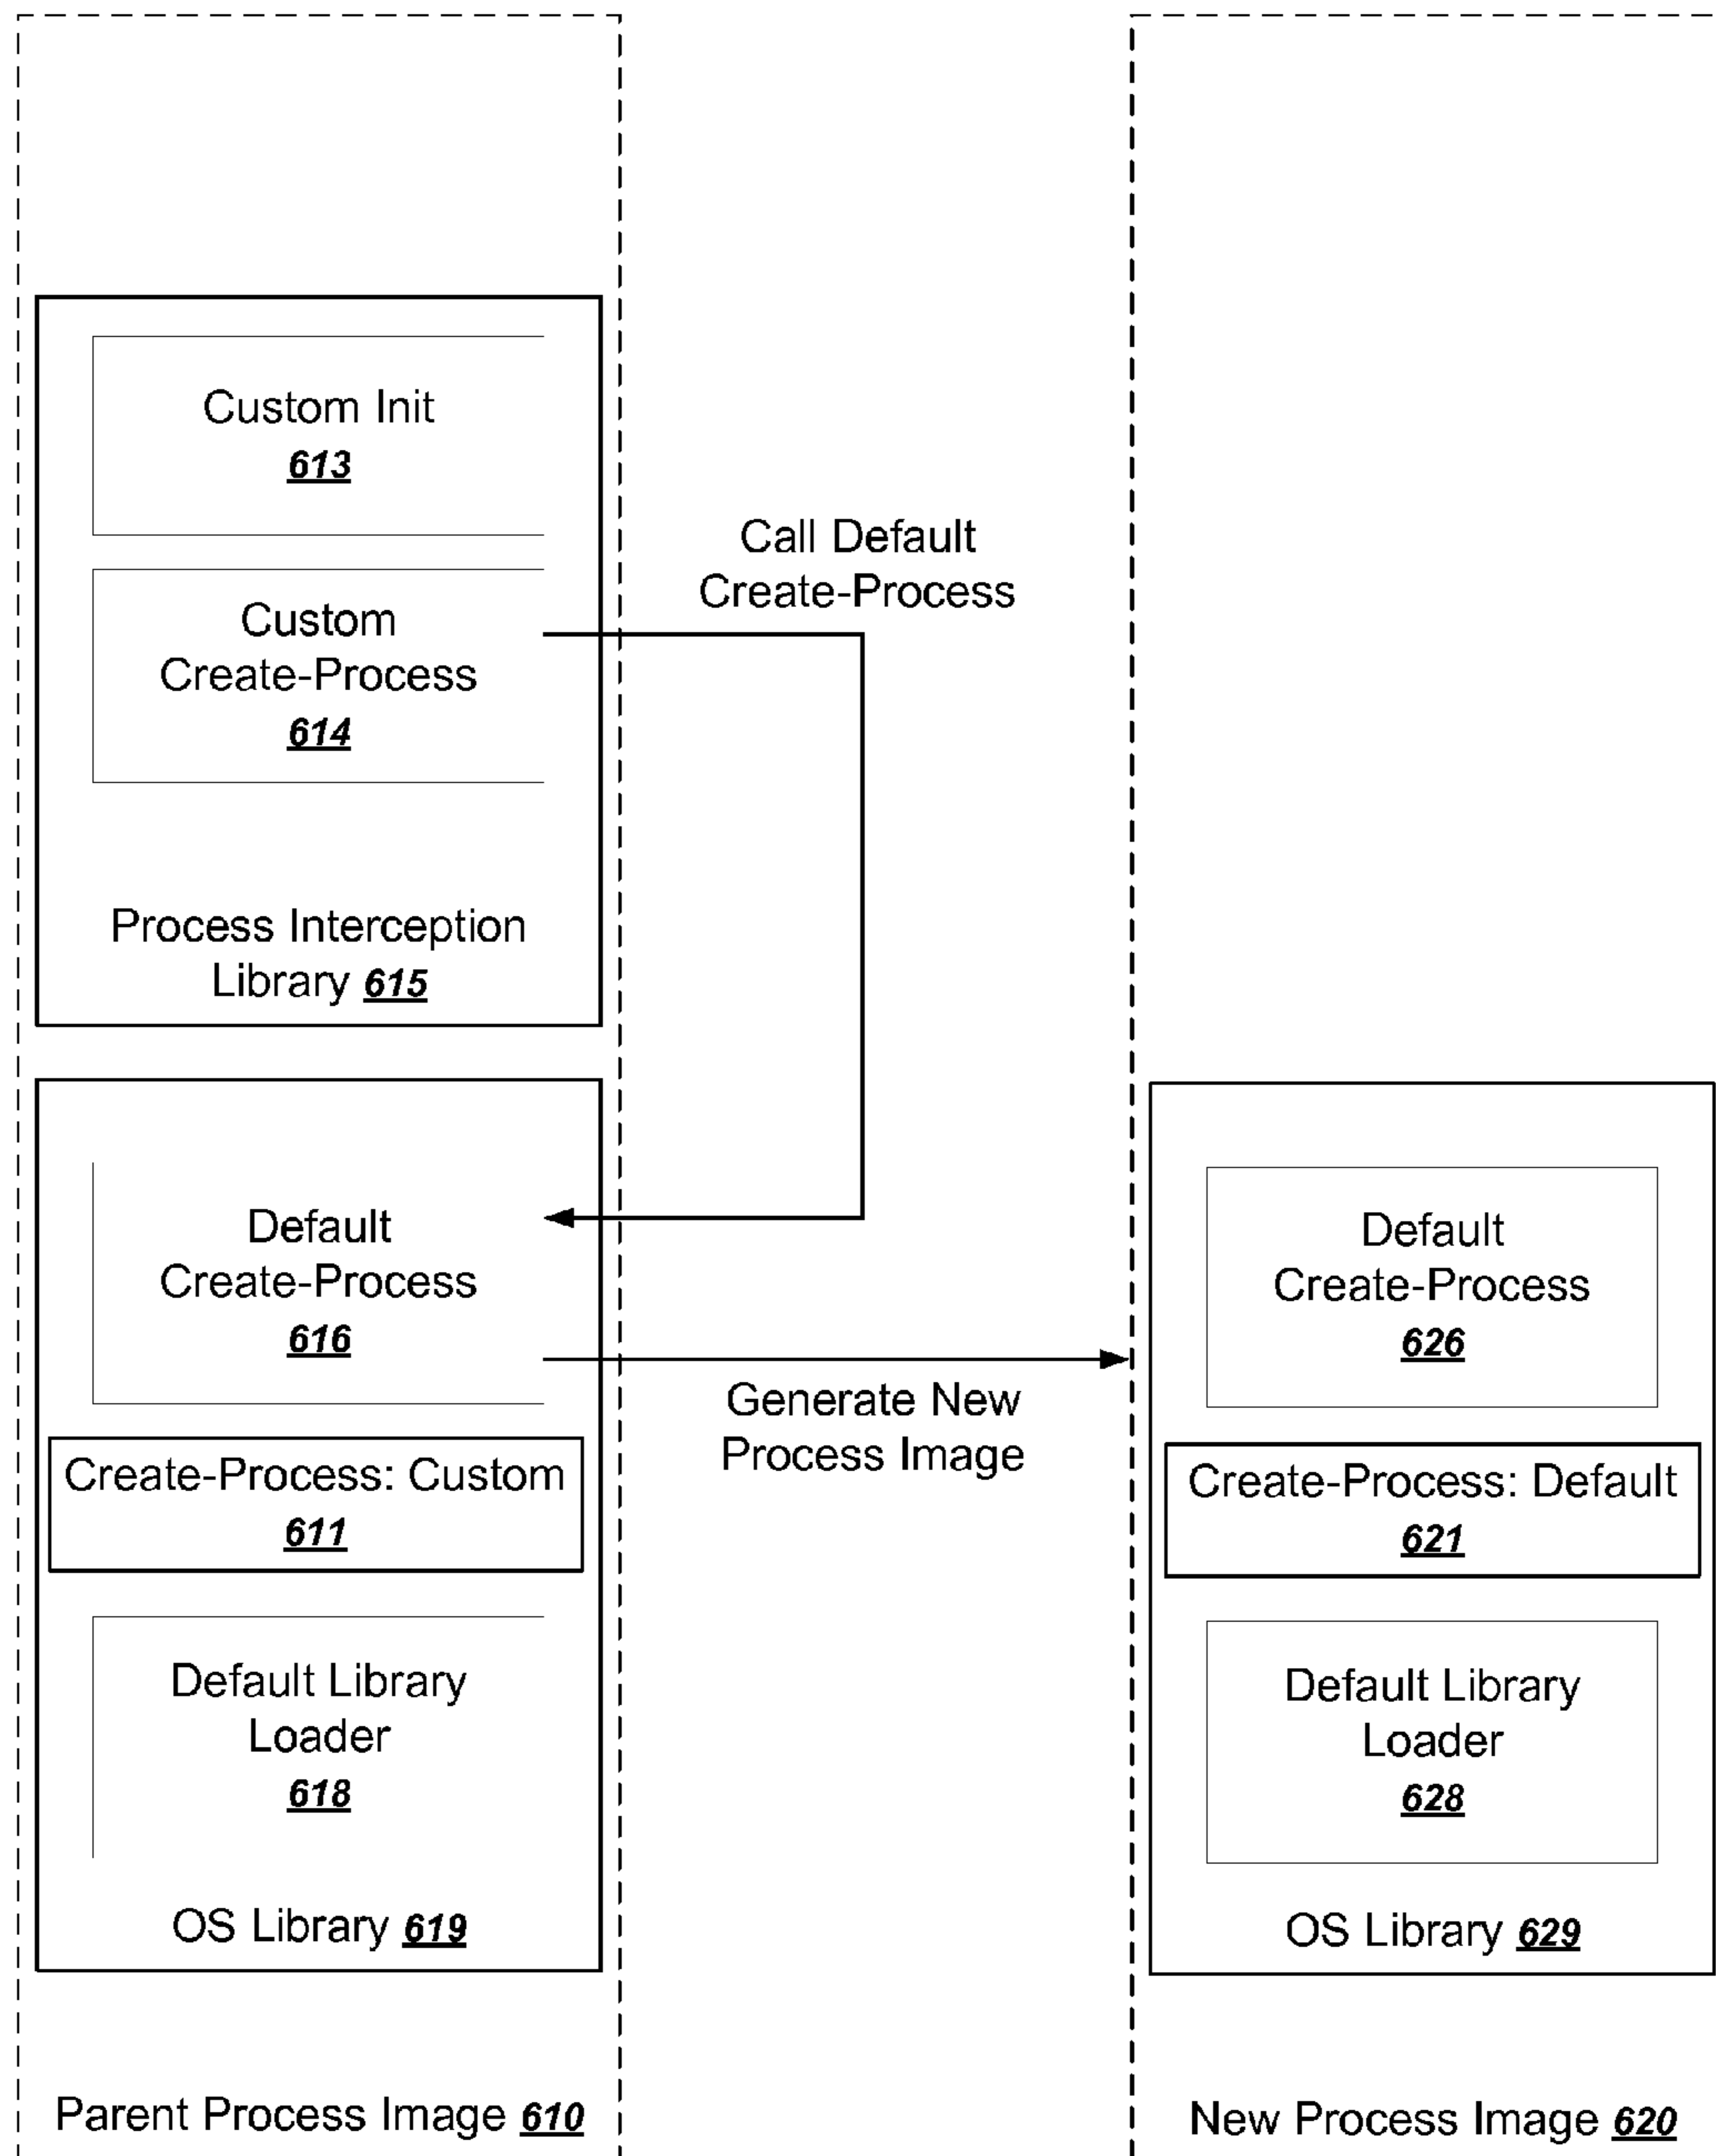 Custom Init
613
Custom
Create-Process
614
Process Interception
Library 615
Call Default
Create-Process
Default
Create-Process
616
Generate New
Process Image
Create-Process: Custom
611
Default Library
Loader
618
OS Library 619
Parent Process Image 610
Default
Create-Process
626
Create-Process: Default
621
Default Library
Loader
628
OS Library 629
New Process Image 620